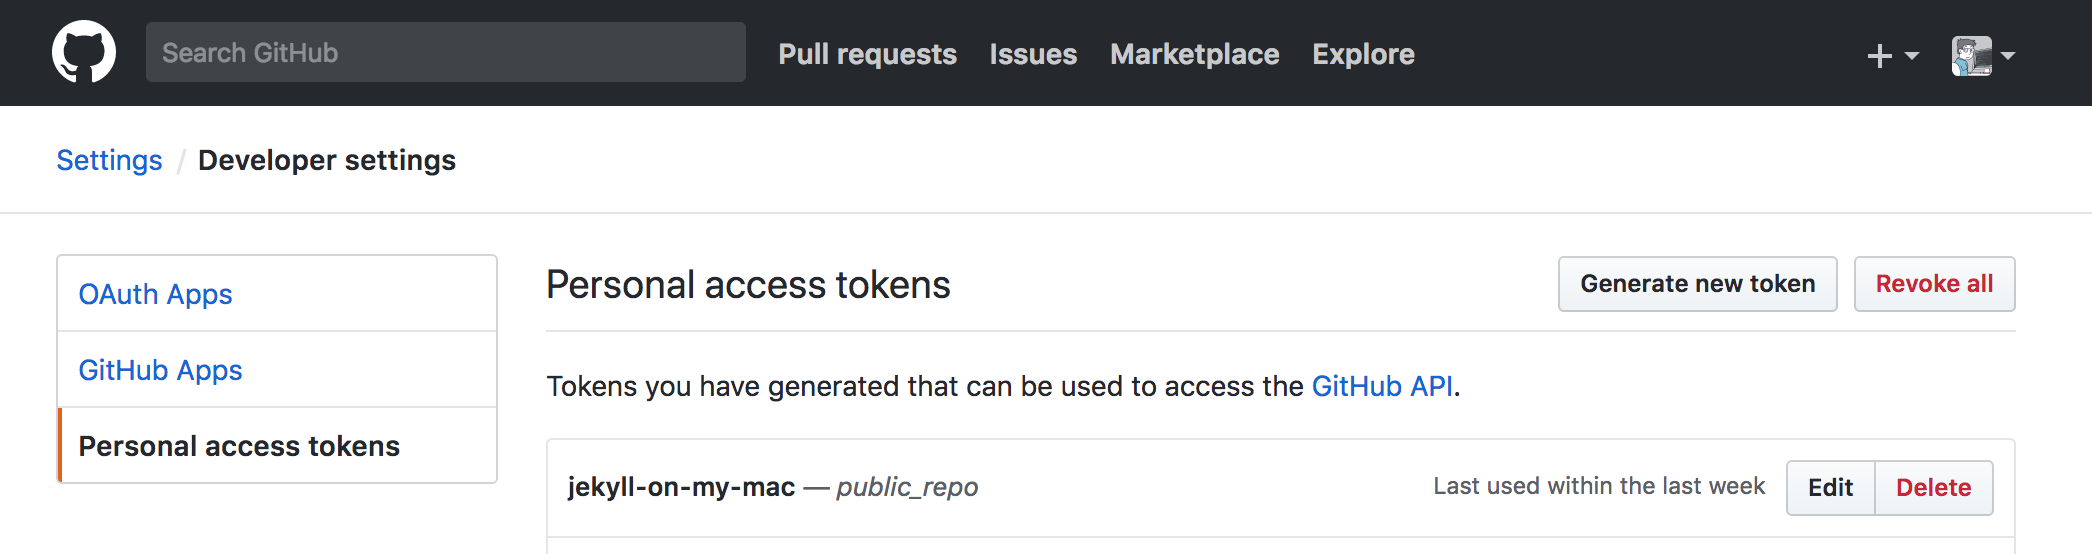 Search GitHub Pull requests Issues Marketplace Explore
Settings / Developer settings
OAuth Apps
GitHub Apps
Personal access tokens
Personal access tokens Generate new token Revoke all
Tokens you have generated that can be used to access the GitHub API.
jekyll-on-my-mac — public_repo Last used within the last week Edit Delete